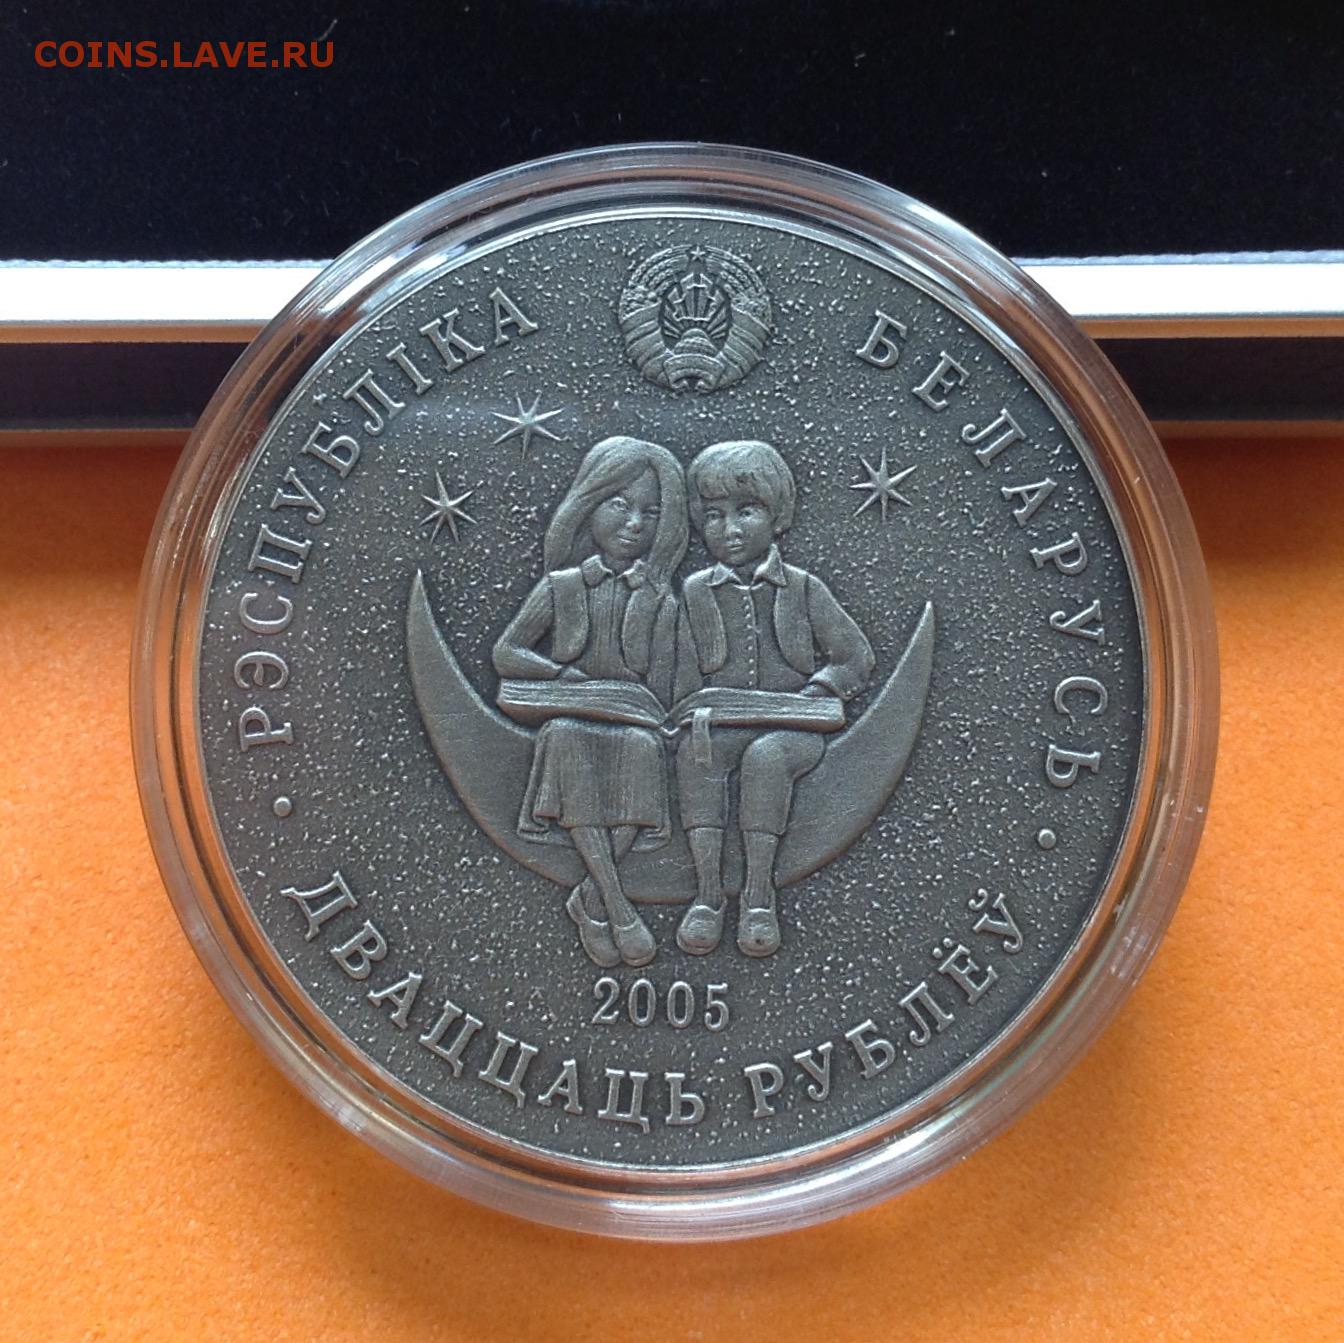 COINS.LAVE.RU
РЭСПУБЛІКА БЕЛАРУСЬ
2005
· ДВАЦЦАЦЬ РУБЛЁЎ ·